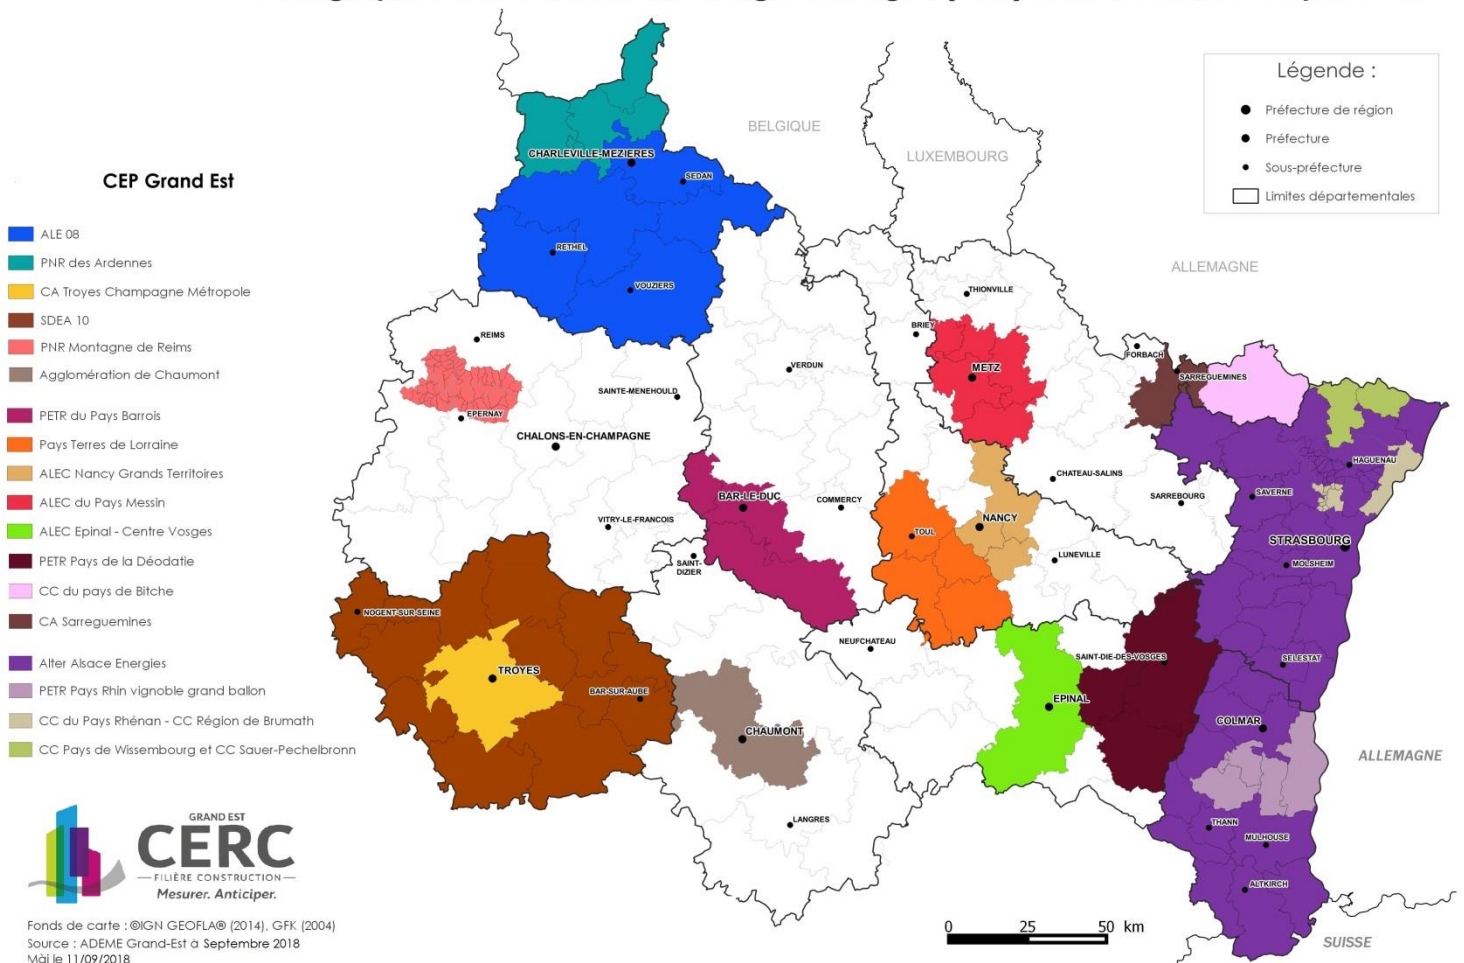 BELGIQUE
LUXEMBOURG
ALLEMAGNE
Légende :
Préfecture de région
Préfecture
Sous-préfecture
Limites départementales
CEP Grand Est
ALE 08
PNR des Ardennes
CA Troyes Champagne Métropole
SDEA 10
PNR Montagne de Reims
Agglomération de Chaumont
PETR du Pays Barrois
Pays Terres de Lorraine
ALEC Nancy Grands Territoires
ALEC du Pays Messin
ALEC Epinal - Centre Vosges
PETR Pays de la Déodatie
CC du pays de Bitche
CA Sarreguemines
Alter Alsace Energies
PETR Pays Rhin vignoble grand ballon
CC du Pays Rhénan - CC Région de Brumath
CC Pays de Wissembourg et CC Sauer-Pechelbronn
CHARLEVILLE-MEZIERES
SEDAN
RETHEL
VOUZIERS
REIMS
EPERNAY
SAINTE-MENEHOULD
CHALONS-EN-CHAMPAGNE
VITRY-LE-FRANCOIS
VERDUN
BRIEY
THIONVILLE
METZ
FORBACH
SARREGUEMINES
BAR-LE-DUC
COMMERCY
SAINT-
DIZIER
TOUL
NANCY
CHATEAU-SALINS
SARREBOURG
LUNEVILLE
HAGUENAU
SAVERNE
STRASBOURG
MOLSHEIM
SELESTAT
NOGENT-SUR-SEINE
TROYES
BAR-SUR-AUBE
CHAUMONT
LANGRES
NEUFCHATEAU
EPINAL
SAINT-DIE-DES-VOSGES
COLMAR
THANN
MULHOUSE
ALTKIRCH
ALLEMAGNE
SUISSE
0 25 50 km
GRAND EST
CERC
FILIÈRE CONSTRUCTION
Mesurer. Anticiper.
Fonds de carte : ©IGN GEOFLA® (2014), GFK (2004)
Source : ADEME Grand-Est à Septembre 2018
Màj le 11/09/2018